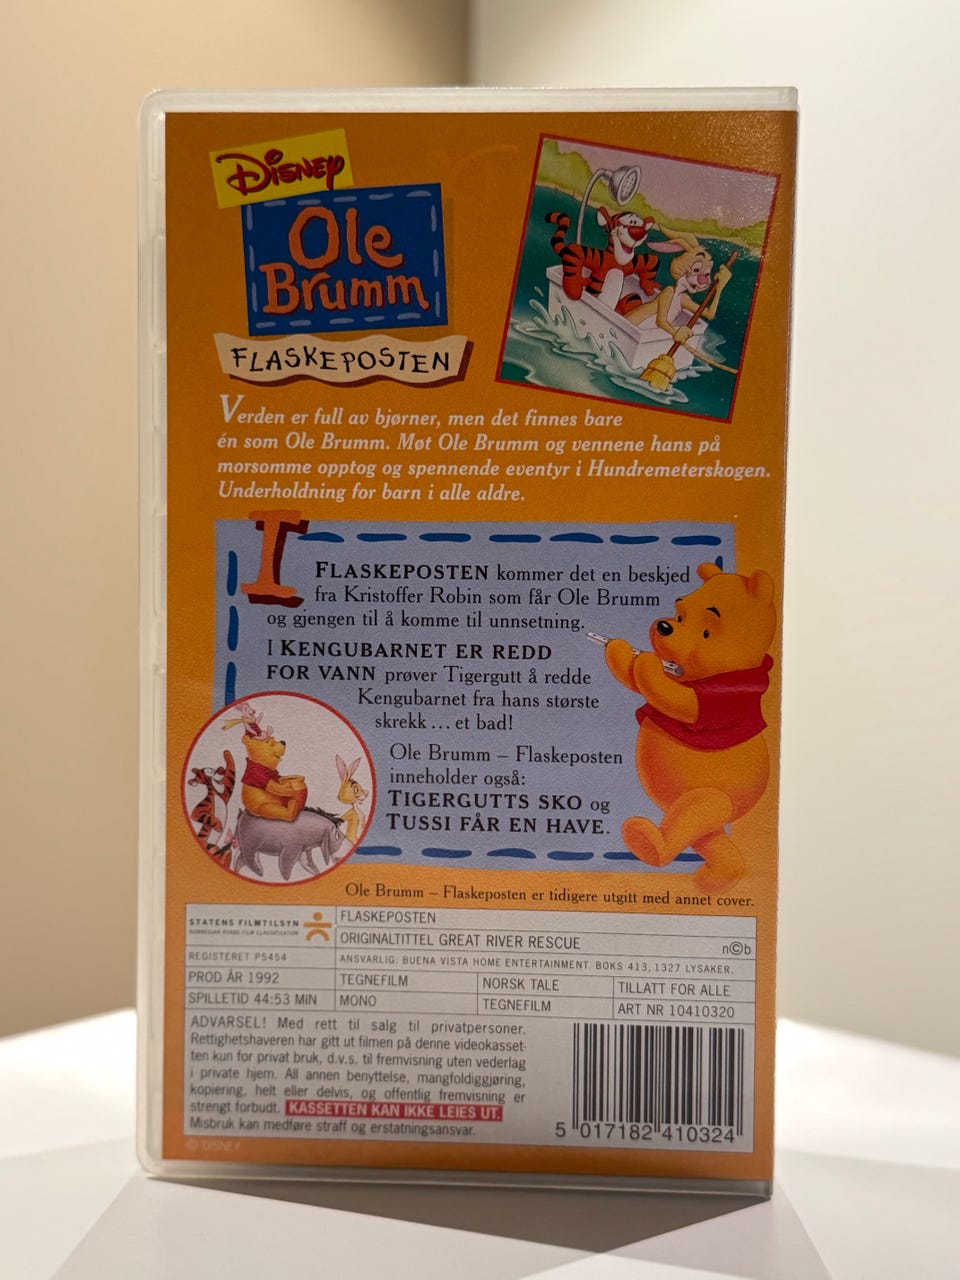 Disney
Ole
Brumm
FLASKEPOSTEN
Verden er full av bjørner, men det finnes bare
én som Ole Brumm. Møt Ole Brumm og vennene hans på
morsomme opptog og spennende eventyr i Hundremeterskogen.
Underholdning for barn i alle aldre.
I FLASKEPOSTEN kommer det en beskjed
fra Kristoffer Robin som får Ole Brumm
og gjengen til å komme til unnsetning.
I KENGUBARNET ER REDD
FOR VANN prøver Tigergutt å redde
Kengubarnet fra hans største
skrekk ... et bad!
Ole Brumm – Flaskeposten
inneholder også:
TIGERGUTTS SKO og
TUSSI FÅR EN HAVE.
Ole Brumm – Flaskeposten er tidigere utgitt med annet cover.
STATENS FILMTILSYN
NORWEGIAN BOARD FILM CLASSIFICATION
REGISTERET P5454
PROD ÅR 1992
SPILLETID 44:53 MIN
FLASKEPOSTEN
ORIGINALTITTEL GREAT RIVER RESCUE
n©b
ANSVARLIG: BUENA VISTA HOME ENTERTAINMENT. BOKS 413, 1327 LYSAKER.
TEGNEFILM
NORSK TALE
TILLATT FOR ALLE
MONO
TEGNEFILM
ART NR 10410320
ADVARSEL! Med rett til salg til privatpersoner.
Rettighetshaveren har gitt ut filmen på denne videokasset-
ten kun for privat bruk, d.v.s. til fremvisning uten vederlag
i private hjem. All annen benyttelse, mangfoldiggjøring,
kopiering, helt eller delvis, og offentlig fremvisning er
strengt forbudt. KASSETTEN KAN IKKE LEIES UT.
Misbruk kan medføre straff og erstatningsansvar.
5 017182 410324
© DISNEY